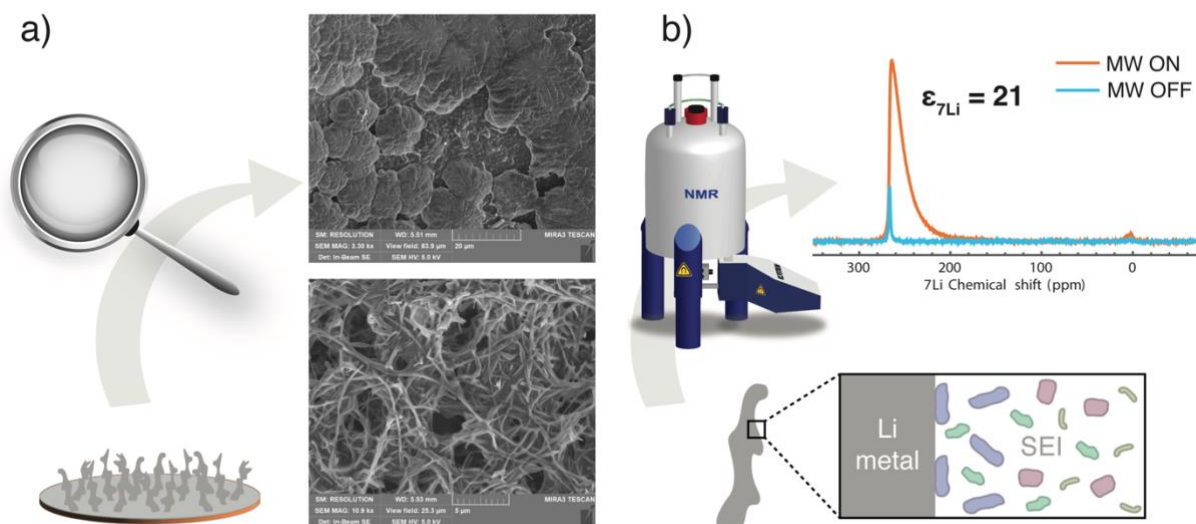 a)
SM: RESOLUTION WD: 5.51 mm MIRA3 TESCAN
SEM MAG: 3.30 kx View field: 83.9 µm 20 µm
Det: In-Beam SE SEM HV: 5.0 kV
SM: RESOLUTION WD: 5.53 mm MIRA3 TESCAN
SEM MAG: 10.9 kx View field: 25.3 µm 5 µm
Det: In-Beam SE SEM HV: 5.0 kV
b)
NMR
ε7Li = 21
MW ON
MW OFF
300 200 100 0
7Li Chemical shift (ppm)
Li
metal
SEI